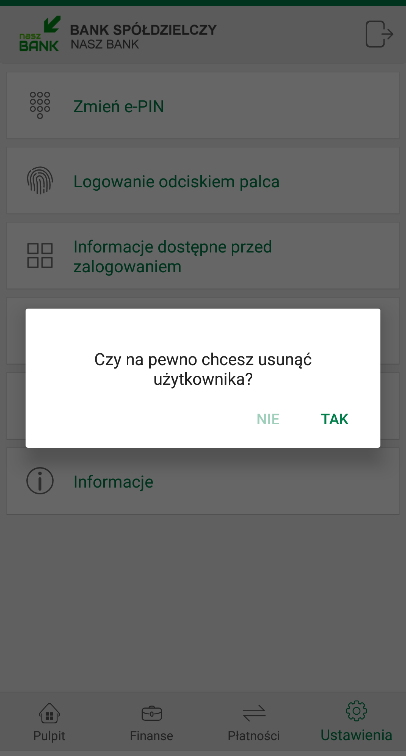 nasz
BANK
BANK SPÓŁDZIELCZY
NASZ BANK
Zmień e-PIN
Logowanie odciskiem palca
Informacje dostępne przed
zalogowaniem
Czy na pewno chcesz usunąć
użytkownika?
NIE
TAK
Informacje
Pulpit
Finanse
Płatności
Ustawienia